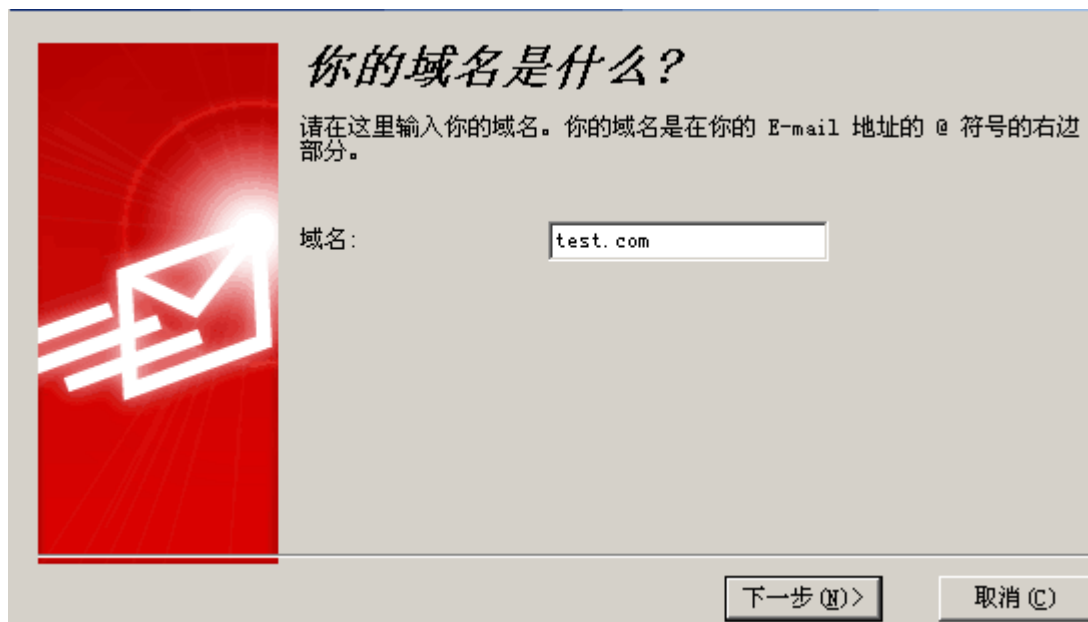 你的域名是什么?
请在这里输入你的域名。你的域名是在你的 E-mail 地址的 @ 符号的右边
部分。
域名: test.com
下一步(N)> 取消(C)